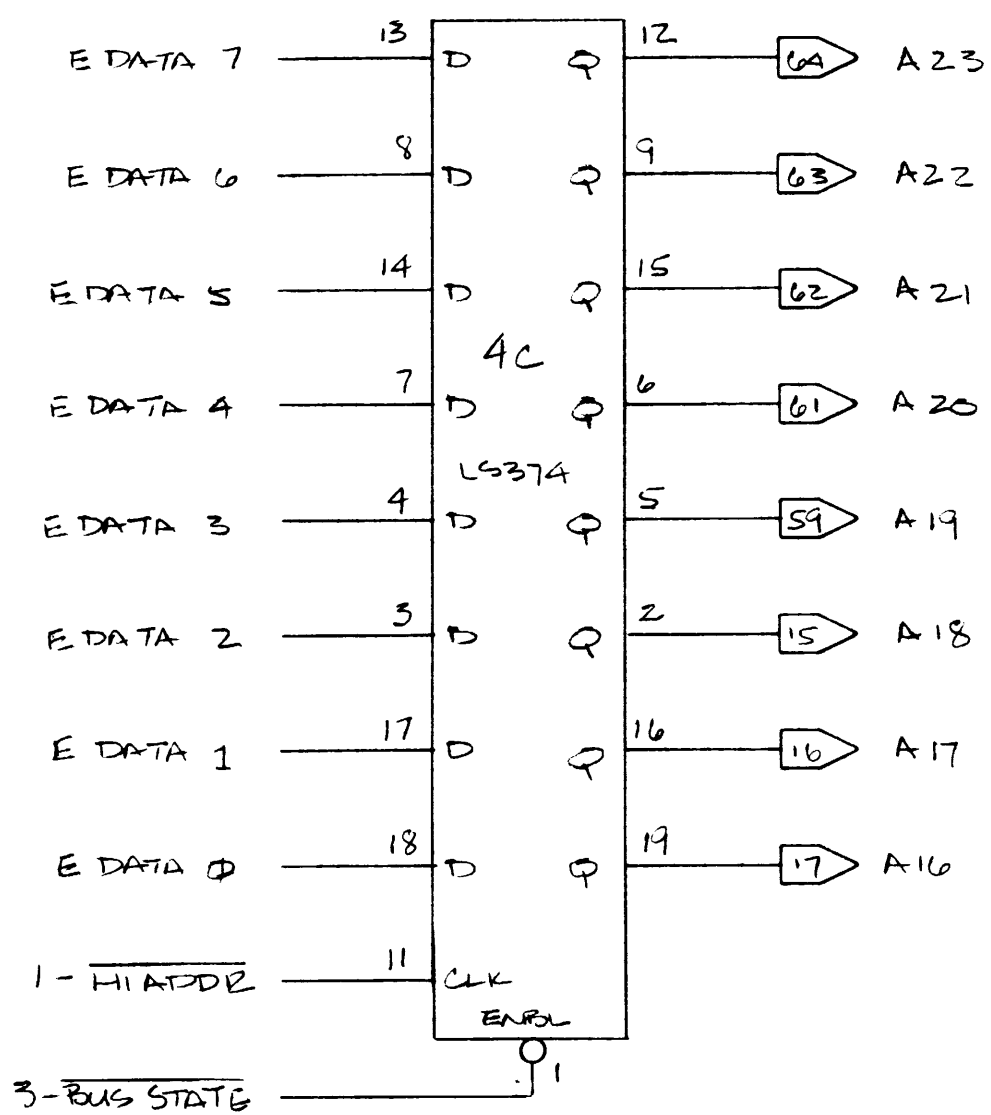 E DATA 7 13 D Q 12 64 A23
E DATA 6 8 D Q 9 63 A22
E DATA 5 14 D Q 15 62 A21
4C
E DATA 4 7 D Q 6 61 A20
LS374
E DATA 3 4 D Q 5 59 A19
E DATA 2 3 D Q 2 15 A18
E DATA 1 17 D Q 16 16 A17
E DATA 0 18 D Q 19 17 A16
1-HIADDR 11 CLK
ENBL
3-BUS STATE 1